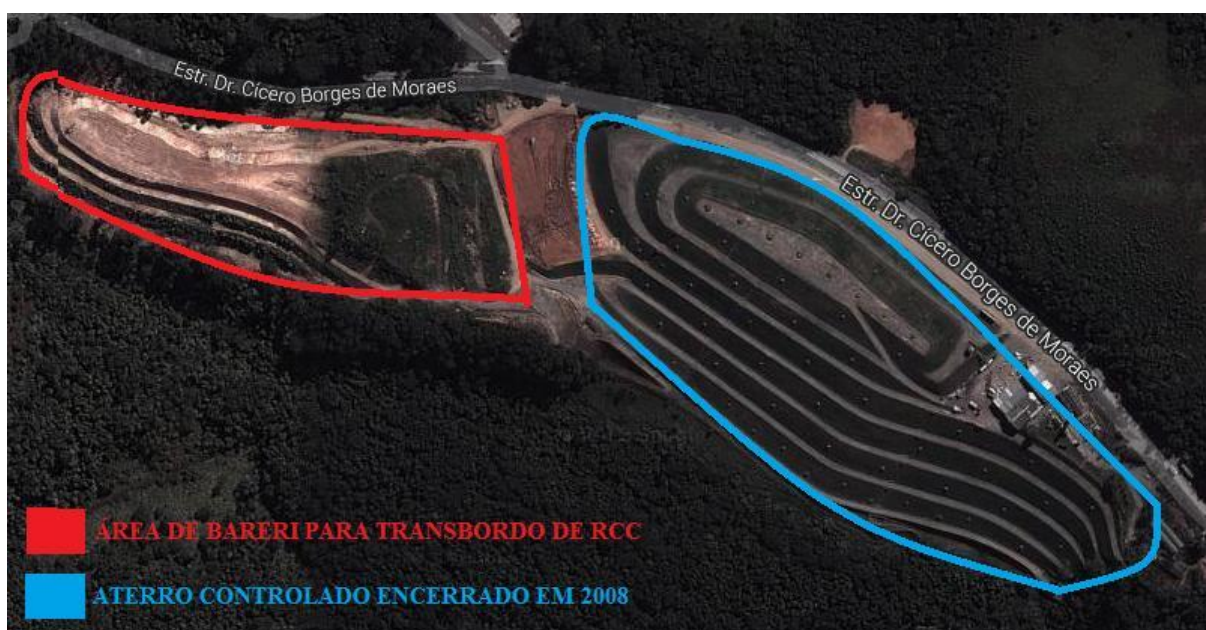 Estr. Dr. Cícero Borges de Moraes
Estr. Dr. Cícero Borges de Moraes
ÁREA DE BARERI PARA TRANSBORDO DE RCC
ATERRO CONTROLADO ENCERRADO EM 2008